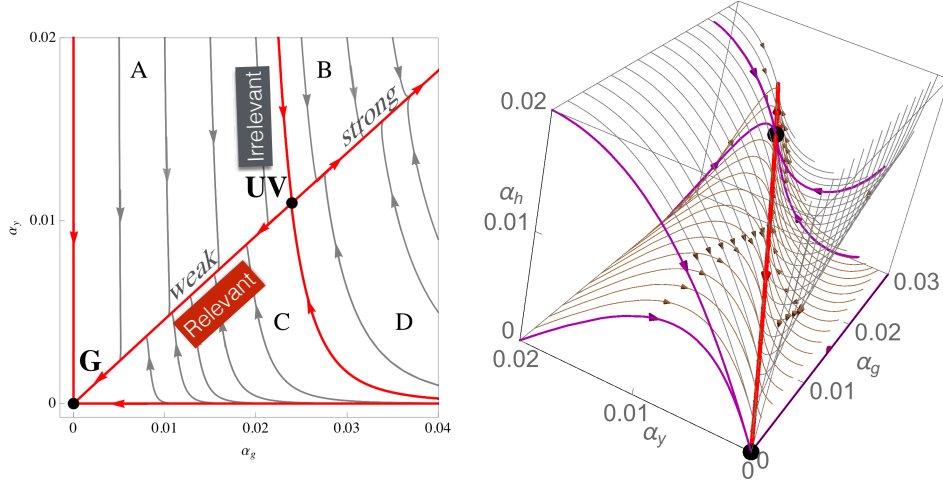 0.02
A
B
Irrelevant
strong
UV
0.01
α_y
weak
Relevant
G
C
D
0
0
0.01
0.02
0.03
0.04
α_g
0.02
α_h
0.01
0
0.02
0.01
α_y
0
0
0.01
0.02
0.03
α_g